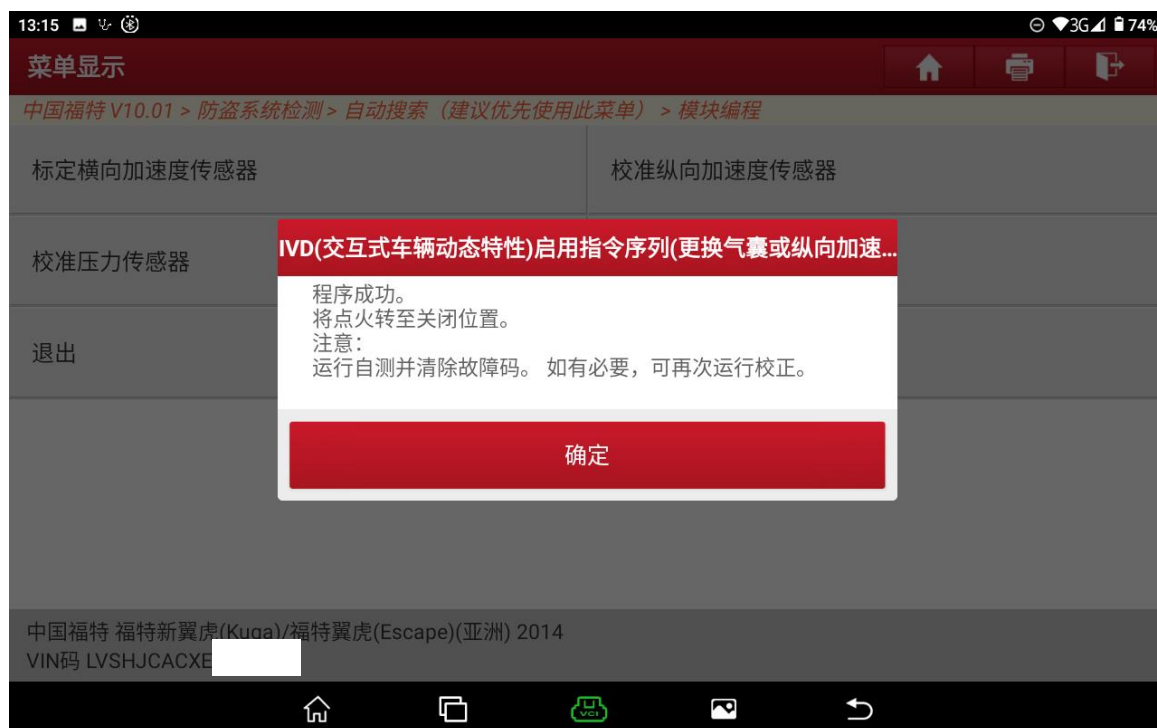 13:15
3G
74%
菜单显示
中国福特 V10.01 > 防盗系统检测 > 自动搜索（建议优先使用此菜单） > 模块编程
标定横向加速度传感器
校准纵向加速度传感器
校准压力传感器
退出
IVD(交互式车辆动态特性)启用指令序列(更换气囊或纵向加速...
程序成功。
将点火转至关闭位置。
注意：
运行自测并清除故障码。 如有必要，可再次运行校正。
确定
中国福特 福特新翼虎(Kuga)/福特翼虎(Escape)(亚洲) 2014
VIN码 LVSHJCACXE
VCI